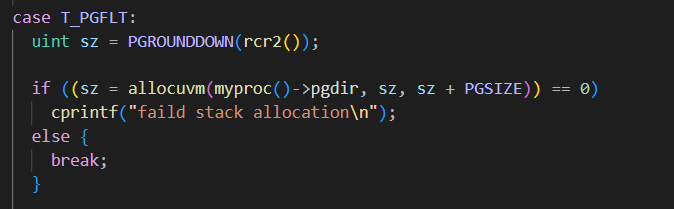 case T_PGFLT:
uint sz = PGROUNDDOWN(rcr2());
if ((sz = allocuvm(myproc()->pgdir, sz, sz + PGSIZE)) == 0)
cprintf("faild stack allocation\n");
else {
break;
}